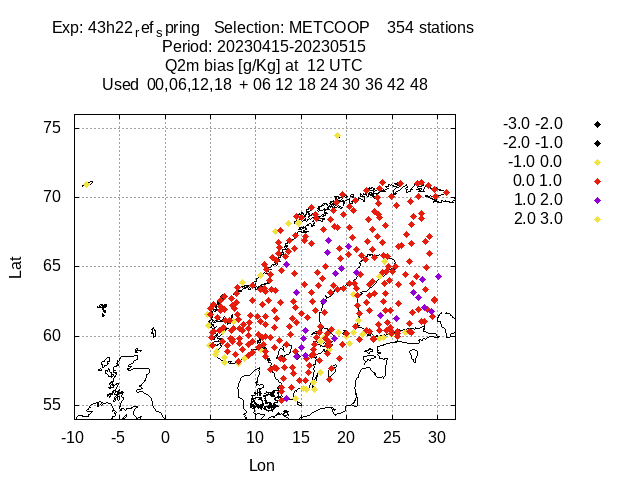 Exp: 43h22refspring Selection: METCOOP 354 stations
Period: 20230415-20230515
Q2m bias [g/Kg] at 12 UTC
Used 00,06,12,18 + 06 12 18 24 30 36 42 48
-3.0 -2.0
-2.0 -1.0
-1.0 0.0
0.0 1.0
1.0 2.0
2.0 3.0
75
70
65
60
55
Lat
-10 -5 0 5 10 15 20 25 30
Lon